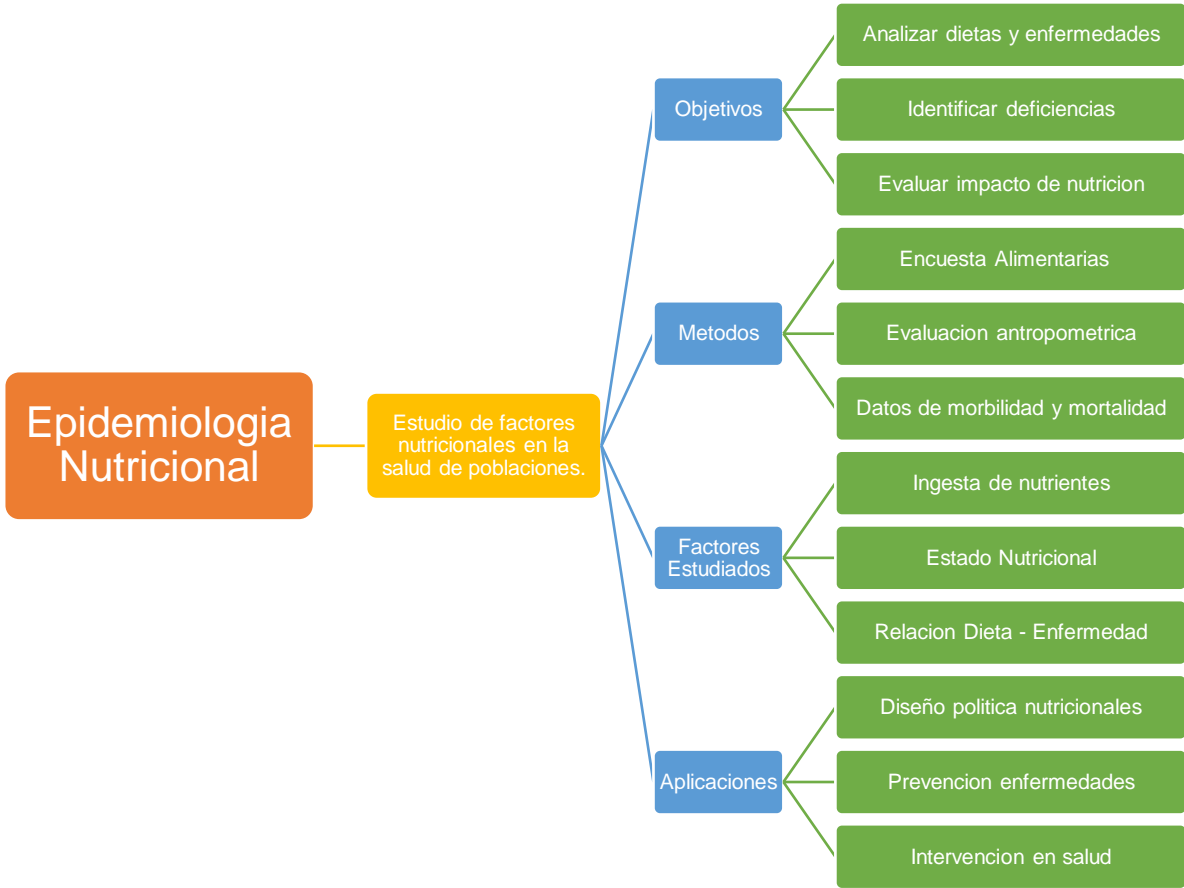 Epidemiologia
Nutricional
Estudio de factores
nutricionales en la
salud de poblaciones.
Objetivos
Analizar dietas y enfermedades
Identificar deficiencias
Evaluar impacto de nutricion
Metodos
Encuesta Alimentarias
Evaluacion antropometrica
Datos de morbilidad y mortalidad
Factores
Estudiados
Ingesta de nutrientes
Estado Nutricional
Relacion Dieta - Enfermedad
Aplicaciones
Diseño politica nutricionales
Prevencion enfermedades
Intervencion en salud